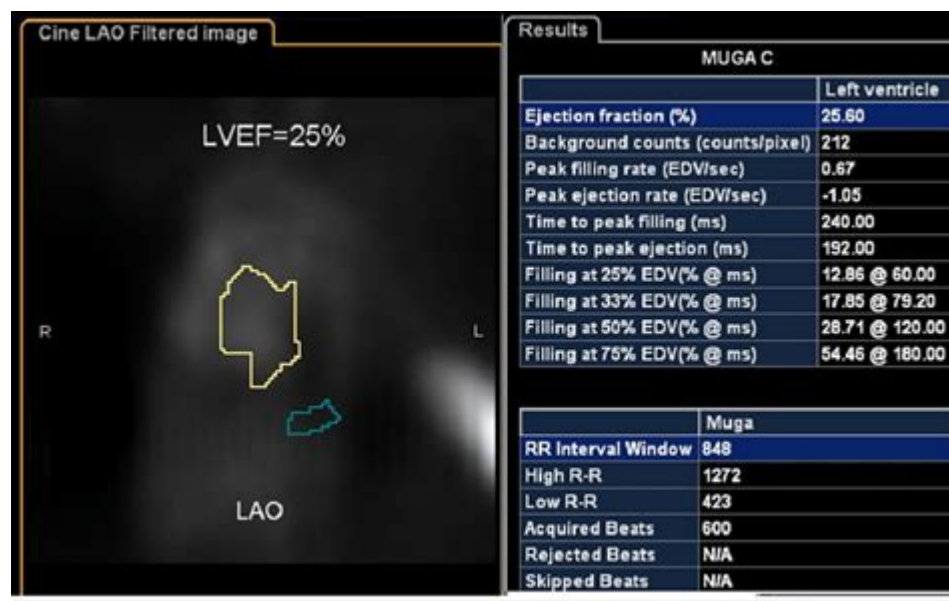 Cine LAO Filtered image
LVEF=25%
R
L
LAO
Results
MUGA C
Left ventricle
Ejection fraction (%) 25.60
Background counts (counts/pixel) 212
Peak filling rate (EDV/sec) 0.67
Peak ejection rate (EDV/sec) -1.05
Time to peak filling (ms) 240.00
Time to peak ejection (ms) 192.00
Filling at 25% EDV(% @ ms) 12.86 @ 60.00
Filling at 33% EDV(% @ ms) 17.85 @ 79.20
Filling at 50% EDV(% @ ms) 28.71 @ 120.00
Filling at 75% EDV(% @ ms) 54.46 @ 180.00
Muga
RR Interval Window 848
High R-R 1272
Low R-R 423
Acquired Beats 600
Rejected Beats N/A
Skipped Beats N/A